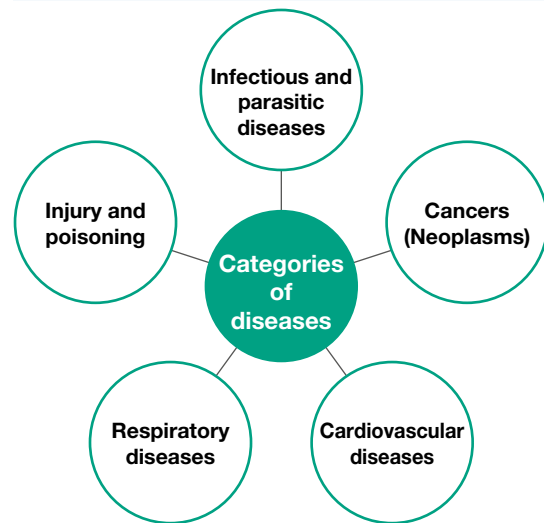 Infectious and
parasitic
diseases
Injury and
poisoning
Cancers
(Neoplasms)
Categories
of
diseases
Respiratory
diseases
Cardiovascular
diseases